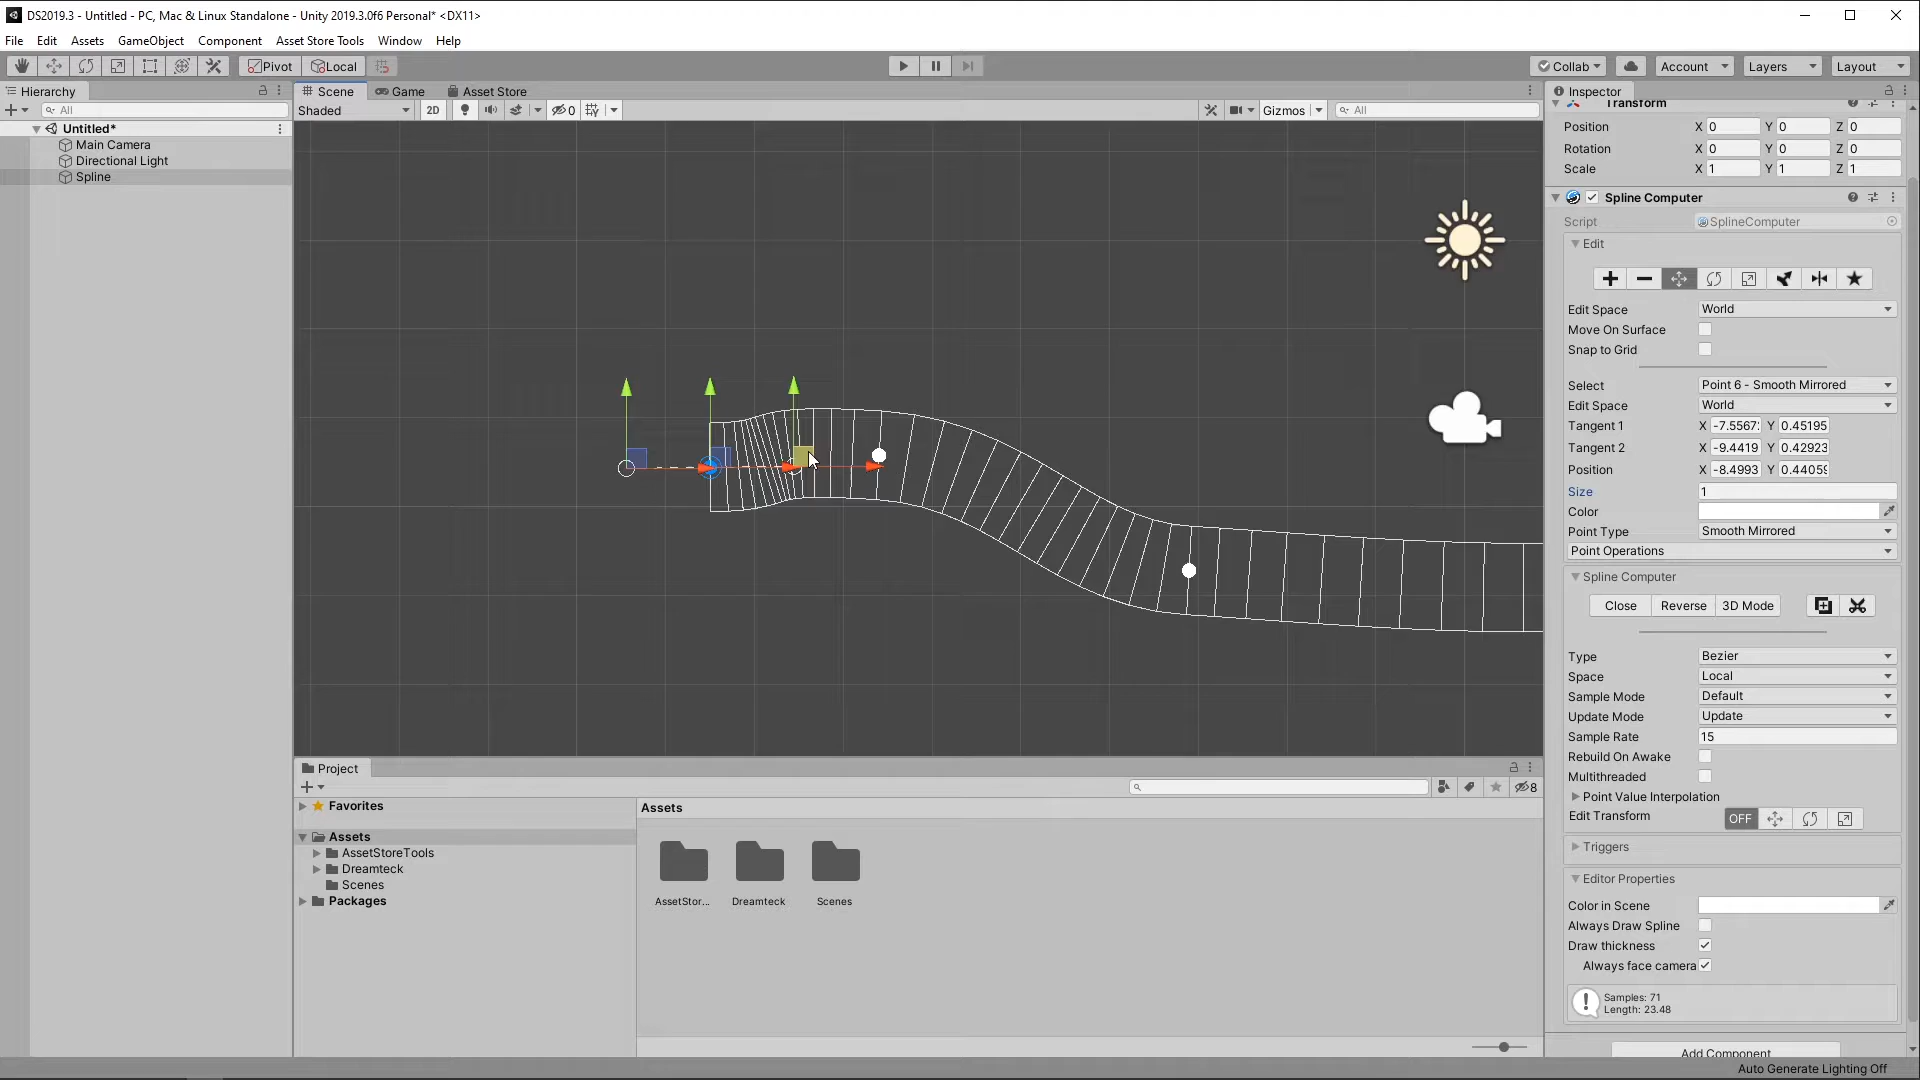 DS2019.3 - Untitled - PC, Mac & Linux Standalone - Unity 2019.3.0f6 Personal* <DX11>
File Edit Assets GameObject Component Asset Store Tools Window Help
Pivot Local Collab Account Layers Layout
Hierarchy
All
Untitled*
Main Camera
Directional Light
Spline
Scene Game Asset Store
Shaded 2D 0 Gizmos All
Inspector
Transform
Position X 0 Y 0 Z 0
Rotation X 0 Y 0 Z 0
Scale X 1 Y 1 Z 1
Spline Computer
Script SplineComputer
Edit
Edit Space World
Move On Surface
Snap to Grid
Select Point 6 - Smooth Mirrored
Edit Space World
Tangent 1 X -7.5567 Y 0.45195
Tangent 2 X -9.4419 Y 0.42923
Position X -8.4993 Y 0.44059
Size 1
Color
Point Type Smooth Mirrored
Point Operations
Spline Computer
Close Reverse 3D Mode
Type Bezier
Space Local
Sample Mode Default
Update Mode Update
Sample Rate 15
Rebuild On Awake
Multithreaded
Point Value Interpolation
Edit Transform OFF
Triggers
Editor Properties
Color in Scene
Always Draw Spline
Draw thickness
Always face camera
Samples: 71
Length: 23.48
Add Component
Project
8
Favorites
Assets
AssetStoreTools
Dreamteck
Scenes
Packages
Assets
AssetStor... Dreamteck Scenes
Auto Generate Lighting Off